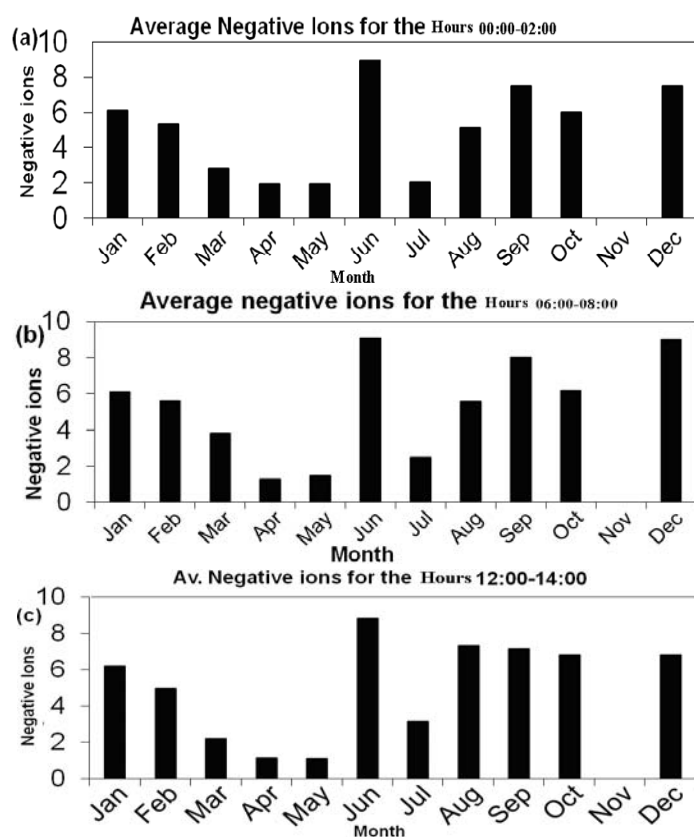 (a)
Average Negative Ions for the Hours 00:00-02:00
Negative ions
10
8
6
4
2
0
Jan Feb Mar Apr May Jun Jul Aug Sep Oct Nov Dec
Month
(b)
Average negative ions for the Hours 06:00-08:00
Negative ions
10
8
6
4
2
0
Jan Feb Mar Apr May Jun Jul Aug Sep Oct Nov Dec
Month
(c)
Av. Negative ions for the Hours 12:00-14:00
Negative Ions
10
8
6
4
2
0
Jan Feb Mar Apr May Jun Jul Aug Sep Oct Nov Dec
Month